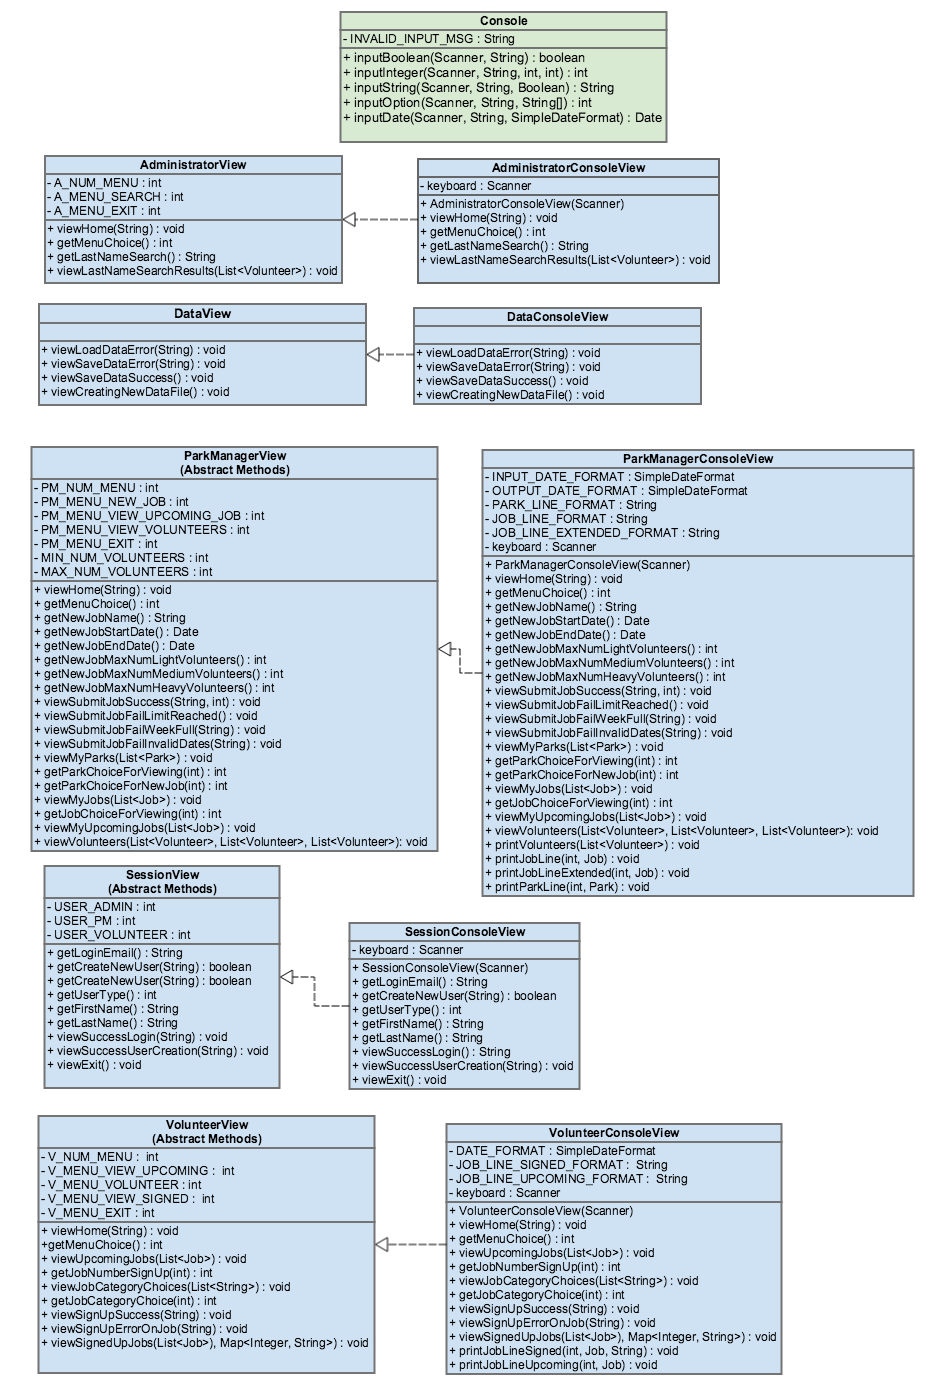 Console
- INVALID_INPUT_MSG : String
+ inputBoolean(Scanner, String) : boolean
+ inputInteger(Scanner, String, int, int) : int
+ inputString(Scanner, String, Boolean) : String
+ inputOption(Scanner, String, String[]) : int
+ inputDate(Scanner, String, SimpleDateFormat) : Date
AdministratorView
- A_NUM_MENU : int
- A_MENU_SEARCH : int
- A_MENU_EXIT : int
+ viewHome(String) : void
+ getMenuChoice() : int
+ getLastNameSearch() : String
+ viewLastNameSearchResults(List<Volunteer>) : void
AdministratorConsoleView
- keyboard : Scanner
+ AdministratorConsoleView(Scanner)
+ viewHome(String) : void
+ getMenuChoice() : int
+ getLastNameSearch() : String
+ viewLastNameSearchResults(List<Volunteer>) : void
DataView
+ viewLoadDataError(String) : void
+ viewSaveDataError(String) : void
+ viewSaveDataSuccess() : void
+ viewCreatingNewDataFile() : void
DataConsoleView
+ viewLoadDataError(String) : void
+ viewSaveDataError(String) : void
+ viewSaveDataSuccess() : void
+ viewCreatingNewDataFile() : void
ParkManagerView
(Abstract Methods)
- PM_NUM_MENU : int
- PM_MENU_NEW_JOB : int
- PM_MENU_VIEW_UPCOMING_JOB : int
- PM_MENU_VIEW_VOLUNTEERS : int
- PM_MENU_EXIT : int
- MIN_NUM_VOLUNTEERS : int
- MAX_NUM_VOLUNTEERS : int
+ viewHome(String) : void
+ getMenuChoice() : int
+ getNewJobName() : String
+ getNewJobStartDate() : Date
+ getNewJobEndDate() : Date
+ getNewJobMaxNumLightVolunteers() : int
+ getNewJobMaxNumMediumVolunteers() : int
+ getNewJobMaxNumHeavyVolunteers() : int
+ viewSubmitJobSuccess(String, int) : void
+ viewSubmitJobFailLimitReached() : void
+ viewSubmitJobFailWeekFull(String) : void
+ viewSubmitJobFailInvalidDates(String) : void
+ viewMyParks(List<Park>) : void
+ getParkChoiceForViewing(int) : int
+ getParkChoiceForNewJob(int) : int
+ viewMyJobs(List<Job>) : void
+ getJobChoiceForViewing(int) : int
+ viewMyUpcomingJobs(List<Job>) : void
+ viewVolunteers(List<Volunteer>, List<Volunteer>, List<Volunteer>): void
ParkManagerConsoleView
- INPUT_DATE_FORMAT : SimpleDateFormat
- OUTPUT_DATE_FORMAT : SimpleDateFormat
- PARK_LINE_FORMAT : String
- JOB_LINE_FORMAT : String
- JOB_LINE_EXTENDED_FORMAT : String
- keyboard : Scanner
+ ParkManagerConsoleView(Scanner)
+ viewHome(String) : void
+ getMenuChoice() : int
+ getNewJobName() : String
+ getNewJobStartDate() : Date
+ getNewJobEndDate() : Date
+ getNewJobMaxNumLightVolunteers() : int
+ getNewJobMaxNumMediumVolunteers() : int
+ getNewJobMaxNumHeavyVolunteers() : int
+ viewSubmitJobSuccess(String, int) : void
+ viewSubmitJobFailLimitReached() : void
+ viewSubmitJobFailWeekFull(String) : void
+ viewSubmitJobFailInvalidDates(String) : void
+ viewMyParks(List<Park>) : void
+ getParkChoiceForViewing(int) : int
+ getParkChoiceForNewJob(int) : int
+ viewMyJobs(List<Job>) : void
+ getJobChoiceForViewing(int) : int
+ viewMyUpcomingJobs(List<Job>) : void
+ viewVolunteers(List<Volunteer>, List<Volunteer>, List<Volunteer>): void
+ printVolunteers(List<Volunteer>) : void
+ printJobLine(int, Job) : void
+ printJobLineExtended(int, Job) : void
+ printParkLine(int, Park) : void
SessionView
(Abstract Methods)
- USER_ADMIN : int
- USER_PM : int
- USER_VOLUNTEER : int
+ getLoginEmail() : String
+ getCreateNewUser(String) : boolean
+ getCreateNewUser(String) : boolean
+ getUserType() : int
+ getFirstName() : String
+ getLastName() : String
+ viewSuccessLogin(String) : void
+ viewSuccessUserCreation(String) : void
+ viewExit() : void
SessionConsoleView
- keyboard : Scanner
+ SessionConsoleView(Scanner)
+ getLoginEmail() : String
+ getCreateNewUser(String) : boolean
+ getUserType() : int
+ getFirstName() : String
+ getLastName() : String
+ viewSuccessLogin() : String
+ viewSuccessUserCreation(String) : void
+ viewExit() : void
VolunteerView
(Abstract Methods)
- V_NUM_MENU : int
- V_MENU_VIEW_UPCOMING : int
- V_MENU_VOLUNTEER : int
- V_MENU_VIEW_SIGNED : int
- V_MENU_EXIT : int
+ viewHome(String) : void
+getMenuChoice() : int
+ viewUpcomingJobs(List<Job>) : void
+ getJobNumberSignUp(int) : int
+ viewJobCategoryChoices(List<String>) : void
+ getJobCategoryChoice(int) : int
+ viewSignUpSuccess(String) : void
+ viewSignUpErrorOnJob(String) : void
+ viewSignedUpJobs(List<Job>), Map<Integer, String>) : void
VolunteerConsoleView
- DATE_FORMAT : SimpleDateFormat
- JOB_LINE_SIGNED_FORMAT : String
- JOB_LINE_UPCOMING_FORMAT : String
- keyboard : Scanner
+ VolunteerConsoleView(Scanner)
+ viewHome(String) : void
+ getMenuChoice() : int
+ viewUpcomingJobs(List<Job>) : void
+ getJobNumberSignUp(int) : int
+ viewJobCategoryChoices(List<String>) : void
+ getJobCategoryChoice(int) : int
+ viewSignUpSuccess(String) : void
+ viewSignUpErrorOnJob(String) : void
+ viewSignedUpJobs(List<Job>), Map<Integer, String>) : void
+ printJobLineSigned(int, Job, String) : void
+ printJobLineUpcoming(int, Job) : void